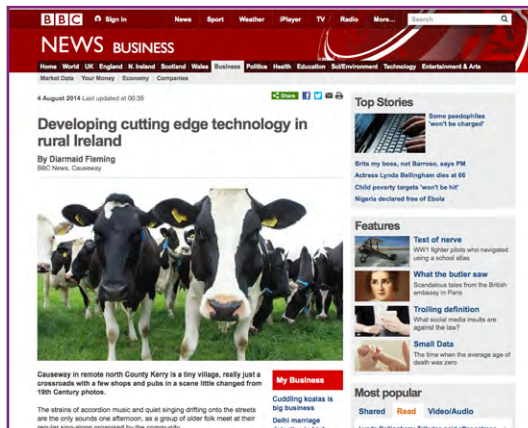 BBC Sign in News Sport Weather iPlayer TV Radio More... Search
NEWS BUSINESS
Home World UK England N. Ireland Scotland Wales Business Politics Health Education Sci/Environment Technology Entertainment & Arts
Market Data Your Money Economy Companies
4 August 2014 Last updated at 00:35
Share
Developing cutting edge technology in
rural Ireland
By Diarmaid Fleming
BBC News, Causeway
Causeway in remote north County Kerry is a tiny village, really just a
crossroads with a few shops and pubs in a scene little changed from
19th Century photos.
The strains of accordion music and quiet singing drifting onto the streets
are the only sounds one afternoon, as a group of older folk meet at their
regular sing-along organised by the community.
My Business
Cuddling koalas is
big business
Delhi marriage
Top Stories
Some paedophiles
'won't be charged'
Brits my boss, not Barroso, says PM
Actress Lynda Bellingham dies at 66
Child poverty targets 'won't be hit'
Nigeria declared free of Ebola
Features
Test of nerve
WW1 fighter pilots who navigated
using a school atlas
What the butler saw
Scandalous tales from the British
embassy in Paris
Trolling definition
What social media insults are
against the law?
Small Data
The time when the average age of
death was zero
Most popular
Shared Read Video/Audio